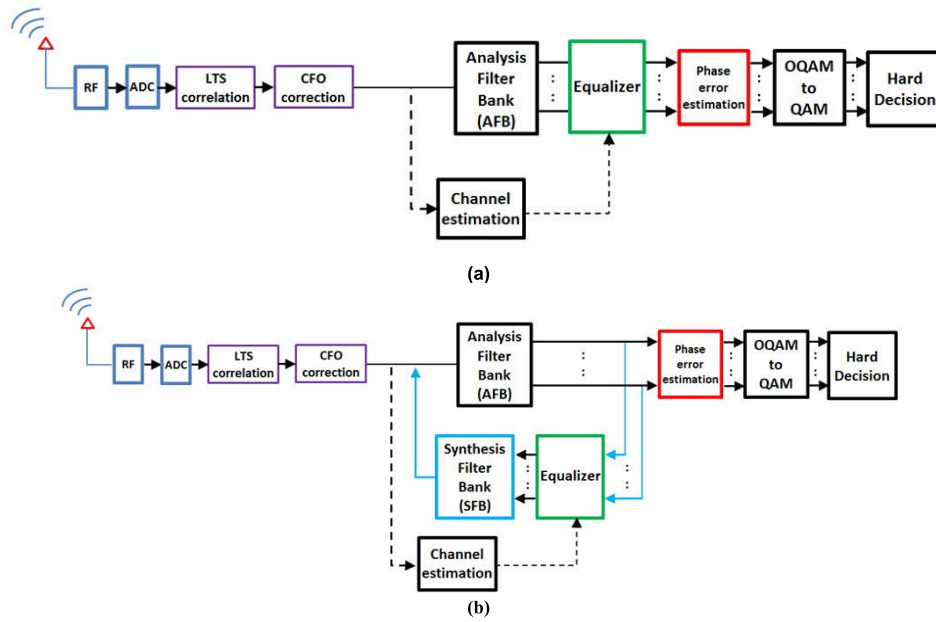 RF
ADC
LTS
correlation
CFO
correction
Analysis
Filter
Bank
(AFB)
Equalizer
Phase
error
estimation
OQAM
to
QAM
Hard
Decision
Channel
estimation
(a)
RF
ADC
LTS
correlation
CFO
correction
Analysis
Filter
Bank
(AFB)
Phase
error
estimation
OQAM
to
QAM
Hard
Decision
Synthesis
Filter
Bank
(SFB)
Equalizer
Channel
estimation
(b)